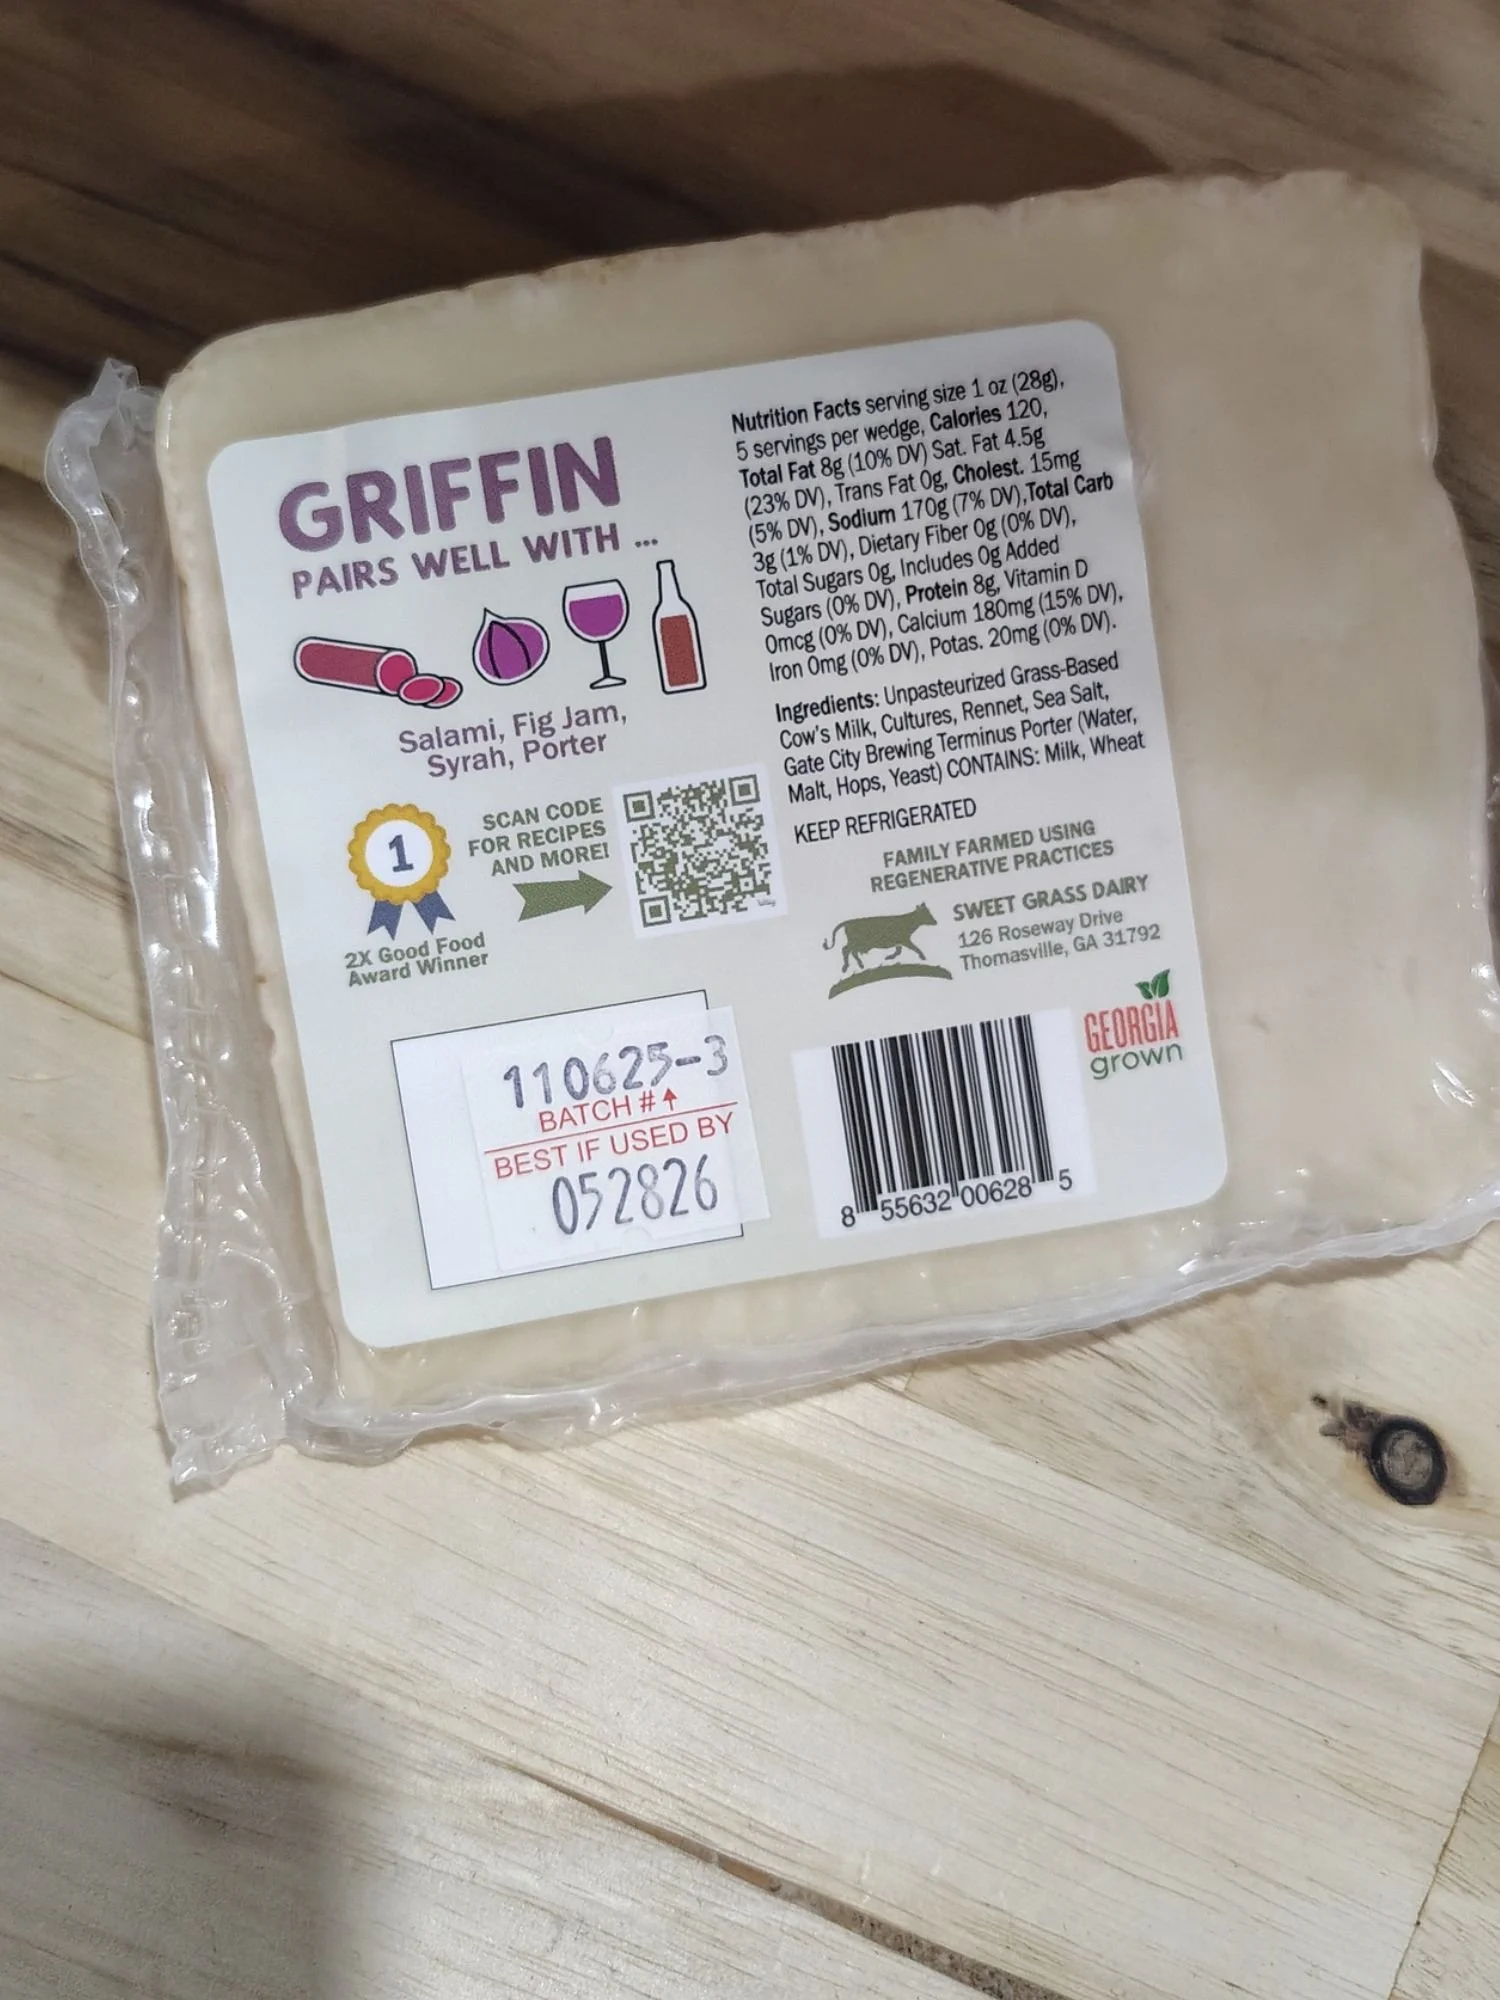 GRIFFIN
PAIRS WELL WITH ...
Salami, Fig Jam,
Syrah, Porter
1
2X Good Food
Award Winner
SCAN CODE
FOR RECIPES
AND MORE!
110625-3
BATCH #
BEST IF USED BY
052826
Nutrition Facts serving size 1 oz (28g),
5 servings per wedge, Calories 120,
Total Fat 8g (10% DV) Sat. Fat 4.5g
(23% DV), Trans Fat 0g, Cholest. 15mg
(5% DV), Sodium 170g (7% DV),Total Carb
3g (1% DV), Dietary Fiber 0g (0% DV),
Total Sugars 0g, Includes 0g Added
Sugars (0% DV), Protein 8g, Vitamin D
0mcg (0% DV), Calcium 180mg (15% DV),
Iron 0mg (0% DV), Potas. 20mg (0% DV).
Ingredients: Unpasteurized Grass-Based
Cow's Milk, Cultures, Rennet, Sea Salt,
Gate City Brewing Terminus Porter (Water,
Malt, Hops, Yeast) CONTAINS: Milk, Wheat
KEEP REFRIGERATED
FAMILY FARMED USING
REGENERATIVE PRACTICES
SWEET GRASS DAIRY
126 Roseway Drive
Thomasville, GA 31792
GEORGIA
grown
8 55632 00628 5